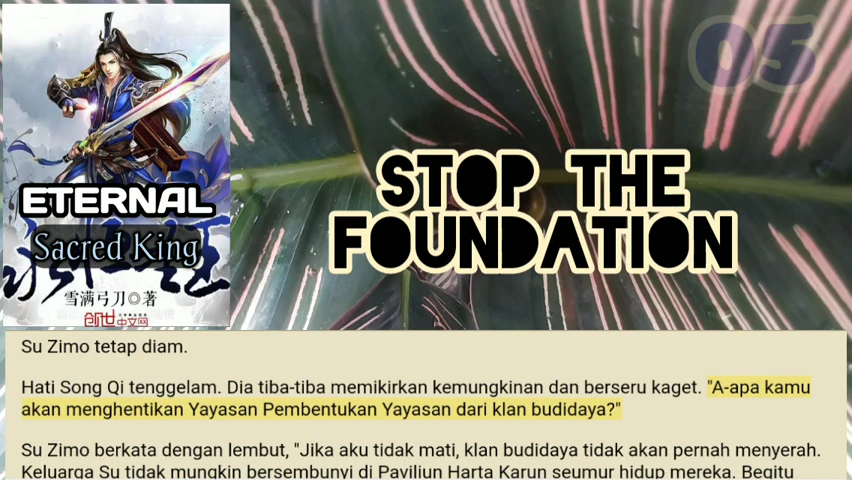 05
STOP THE
FOUNDATION
ETERNAL
Sacred King
雪满弓刀◎著
创世中文网
Su Zimo tetap diam.
Hati Song Qi tenggelam. Dia tiba-tiba memikirkan kemungkinan dan berseru kaget. "A-apa kamu
akan menghentikan Yayasan Pembentukan Yayasan dari klan budidaya?"
Su Zimo berkata dengan lembut, "Jika aku tidak mati, klan budidaya tidak akan pernah menyerah.
Keluarga Su tidak mungkin bersembunyi di Paviliun Harta Karun seumur hidup mereka. Begitu